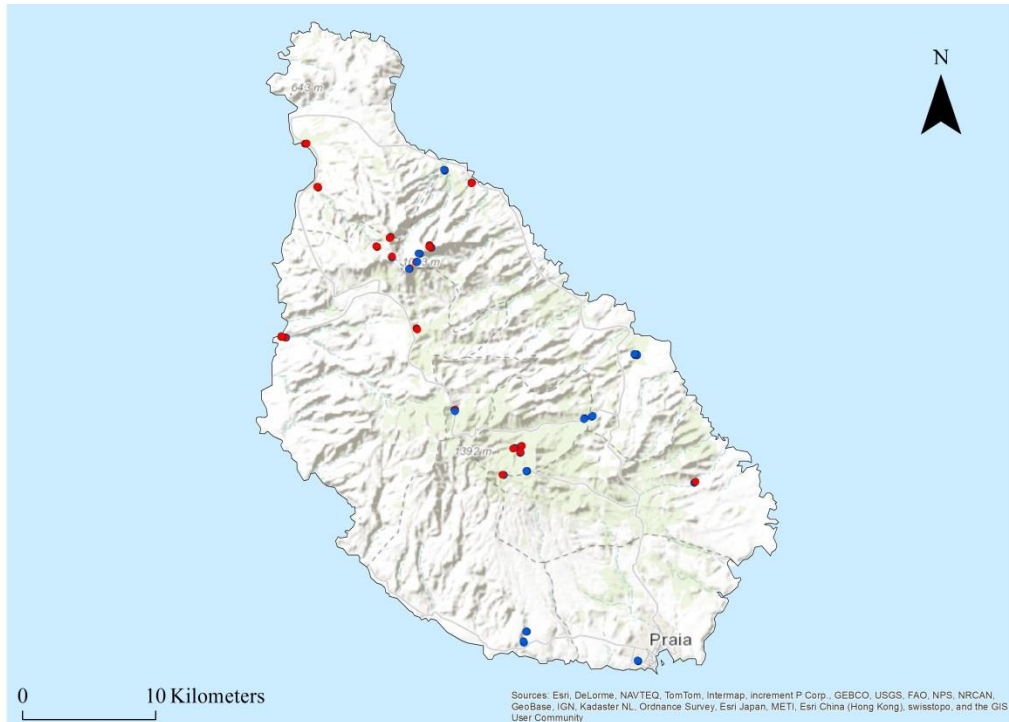 N
643 m
1392 m
Praia
0 10 Kilometers
Sources: Esri, DeLorme, NAVTEQ, TomTom, Intermap, increment P Corp., GEBCO, USGS, FAO, NPS, NRCAN,
GeoBase, IGN, Kadaster NL, Ordnance Survey, Esri Japan, METI, Esri China (Hong Kong), swisstopo, and the GIS
User Community